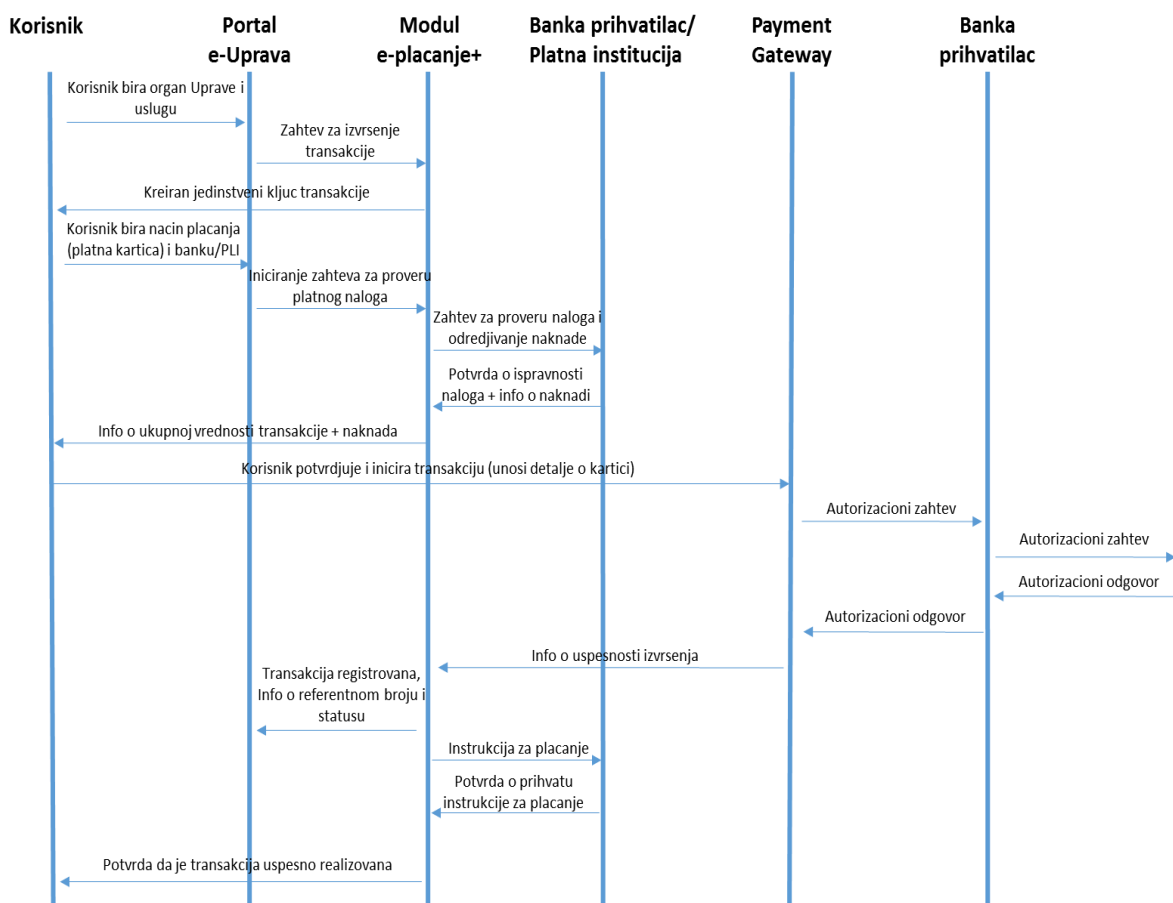 Korisnik
Portal
e-Uprava
Modul
e-placanje+
Banka prihvatilac/
Platna institucija
Payment
Gateway
Banka
prihvatilac
Korisnik bira organ Uprave i
uslugu
Zahtev za izvrsenje
transakcije
Kreiran jedinstveni kljuc transakcije
Korisnik bira nacin placanja
(platna kartica) i banku/PLI
Iniciranje zahteva za proveru
platnog naloga
Zahtev za proveru naloga i
odredjivanje naknade
Potvrda o ispravnosti
naloga + info o naknadi
Info o ukupnoj vrednosti transakcije + naknada
Korisnik potvrdjuje i inicira transakciju (unosi detalje o kartici)
Autorizacioni zahtev
Autorizacioni zahtev
Autorizacioni odgovor
Autorizacioni odgovor
Info o uspesnosti izvrsenja
Transakcija registrovana,
Info o referentnom broju i
statusu
Instrukcija za placanje
Potvrda o prihvatu
instrukcije za placanje
Potvrda da je transakcija uspesno realizovana